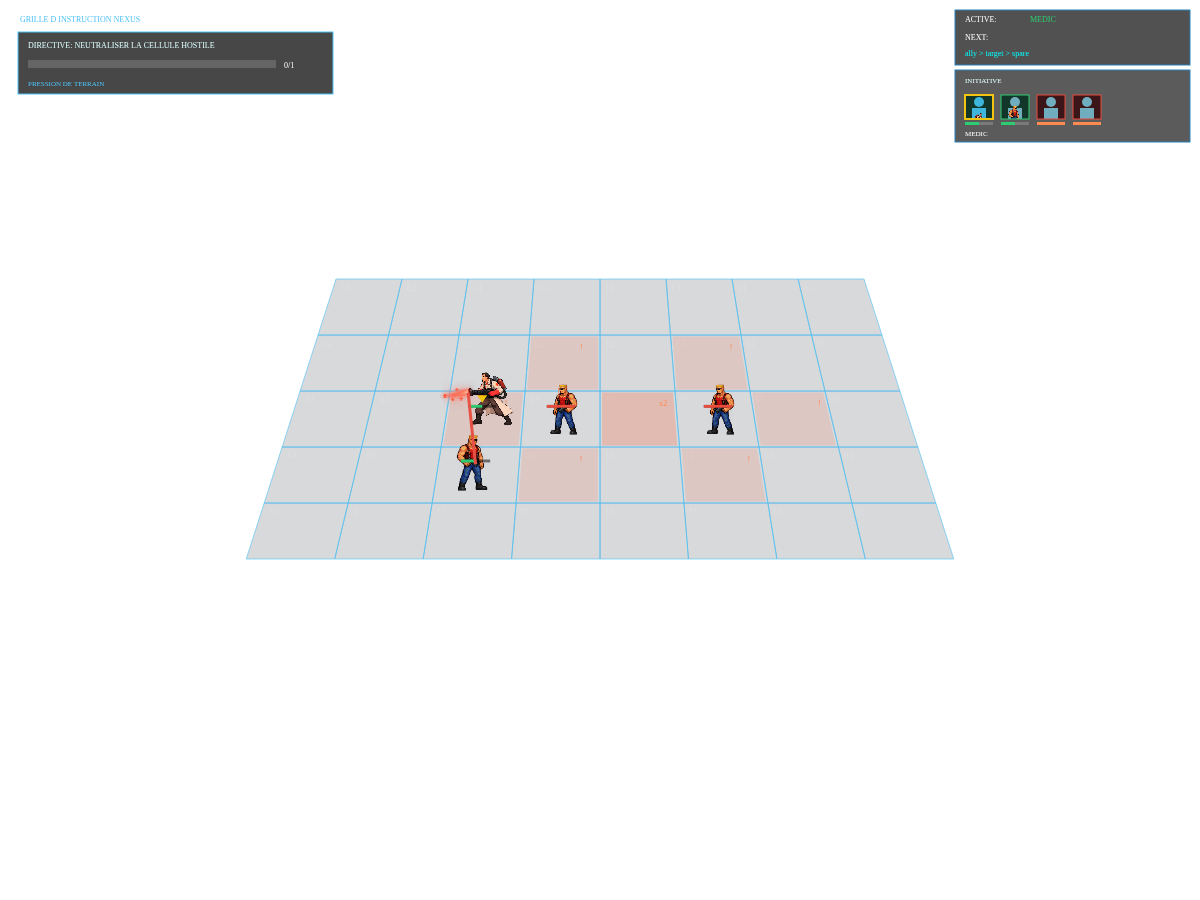 GRILLE D INSTRUCTION NEXUS
DIRECTIVE: NEUTRALISER LA CELLULE HOSTILE
0/1
PRESSION DE TERRAIN
ACTIVE: MEDIC
NEXT:
ally > target > spare
INITIATIVE
MEDIC
! !
x2 !
! !